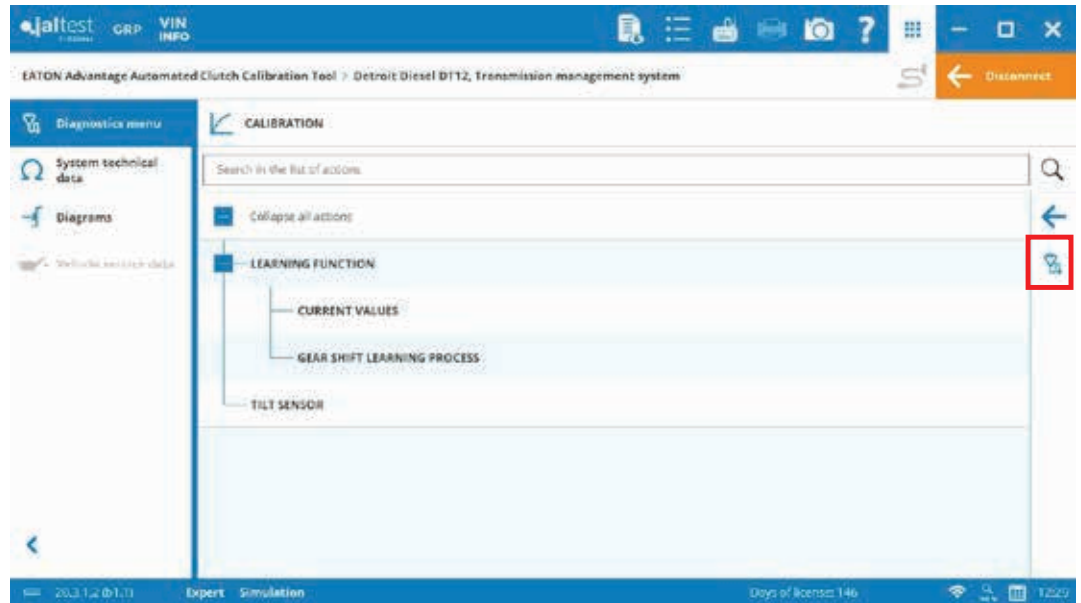 jaltest GRP VIN INFO
EATON Advantage Automated Clutch Calibration Tool > Detroit Diesel DT12, Transmission management system
Disconnect
Diagnostics menu
CALIBRATION
System technical data
Search in the list of actions
Diagrams
Collapse all actions
LEARNING FUNCTION
CURRENT VALUES
GEAR SHIFT LEARNING PROCESS
TILT SENSOR
Expert Simulation
Days of license: 146
12:29